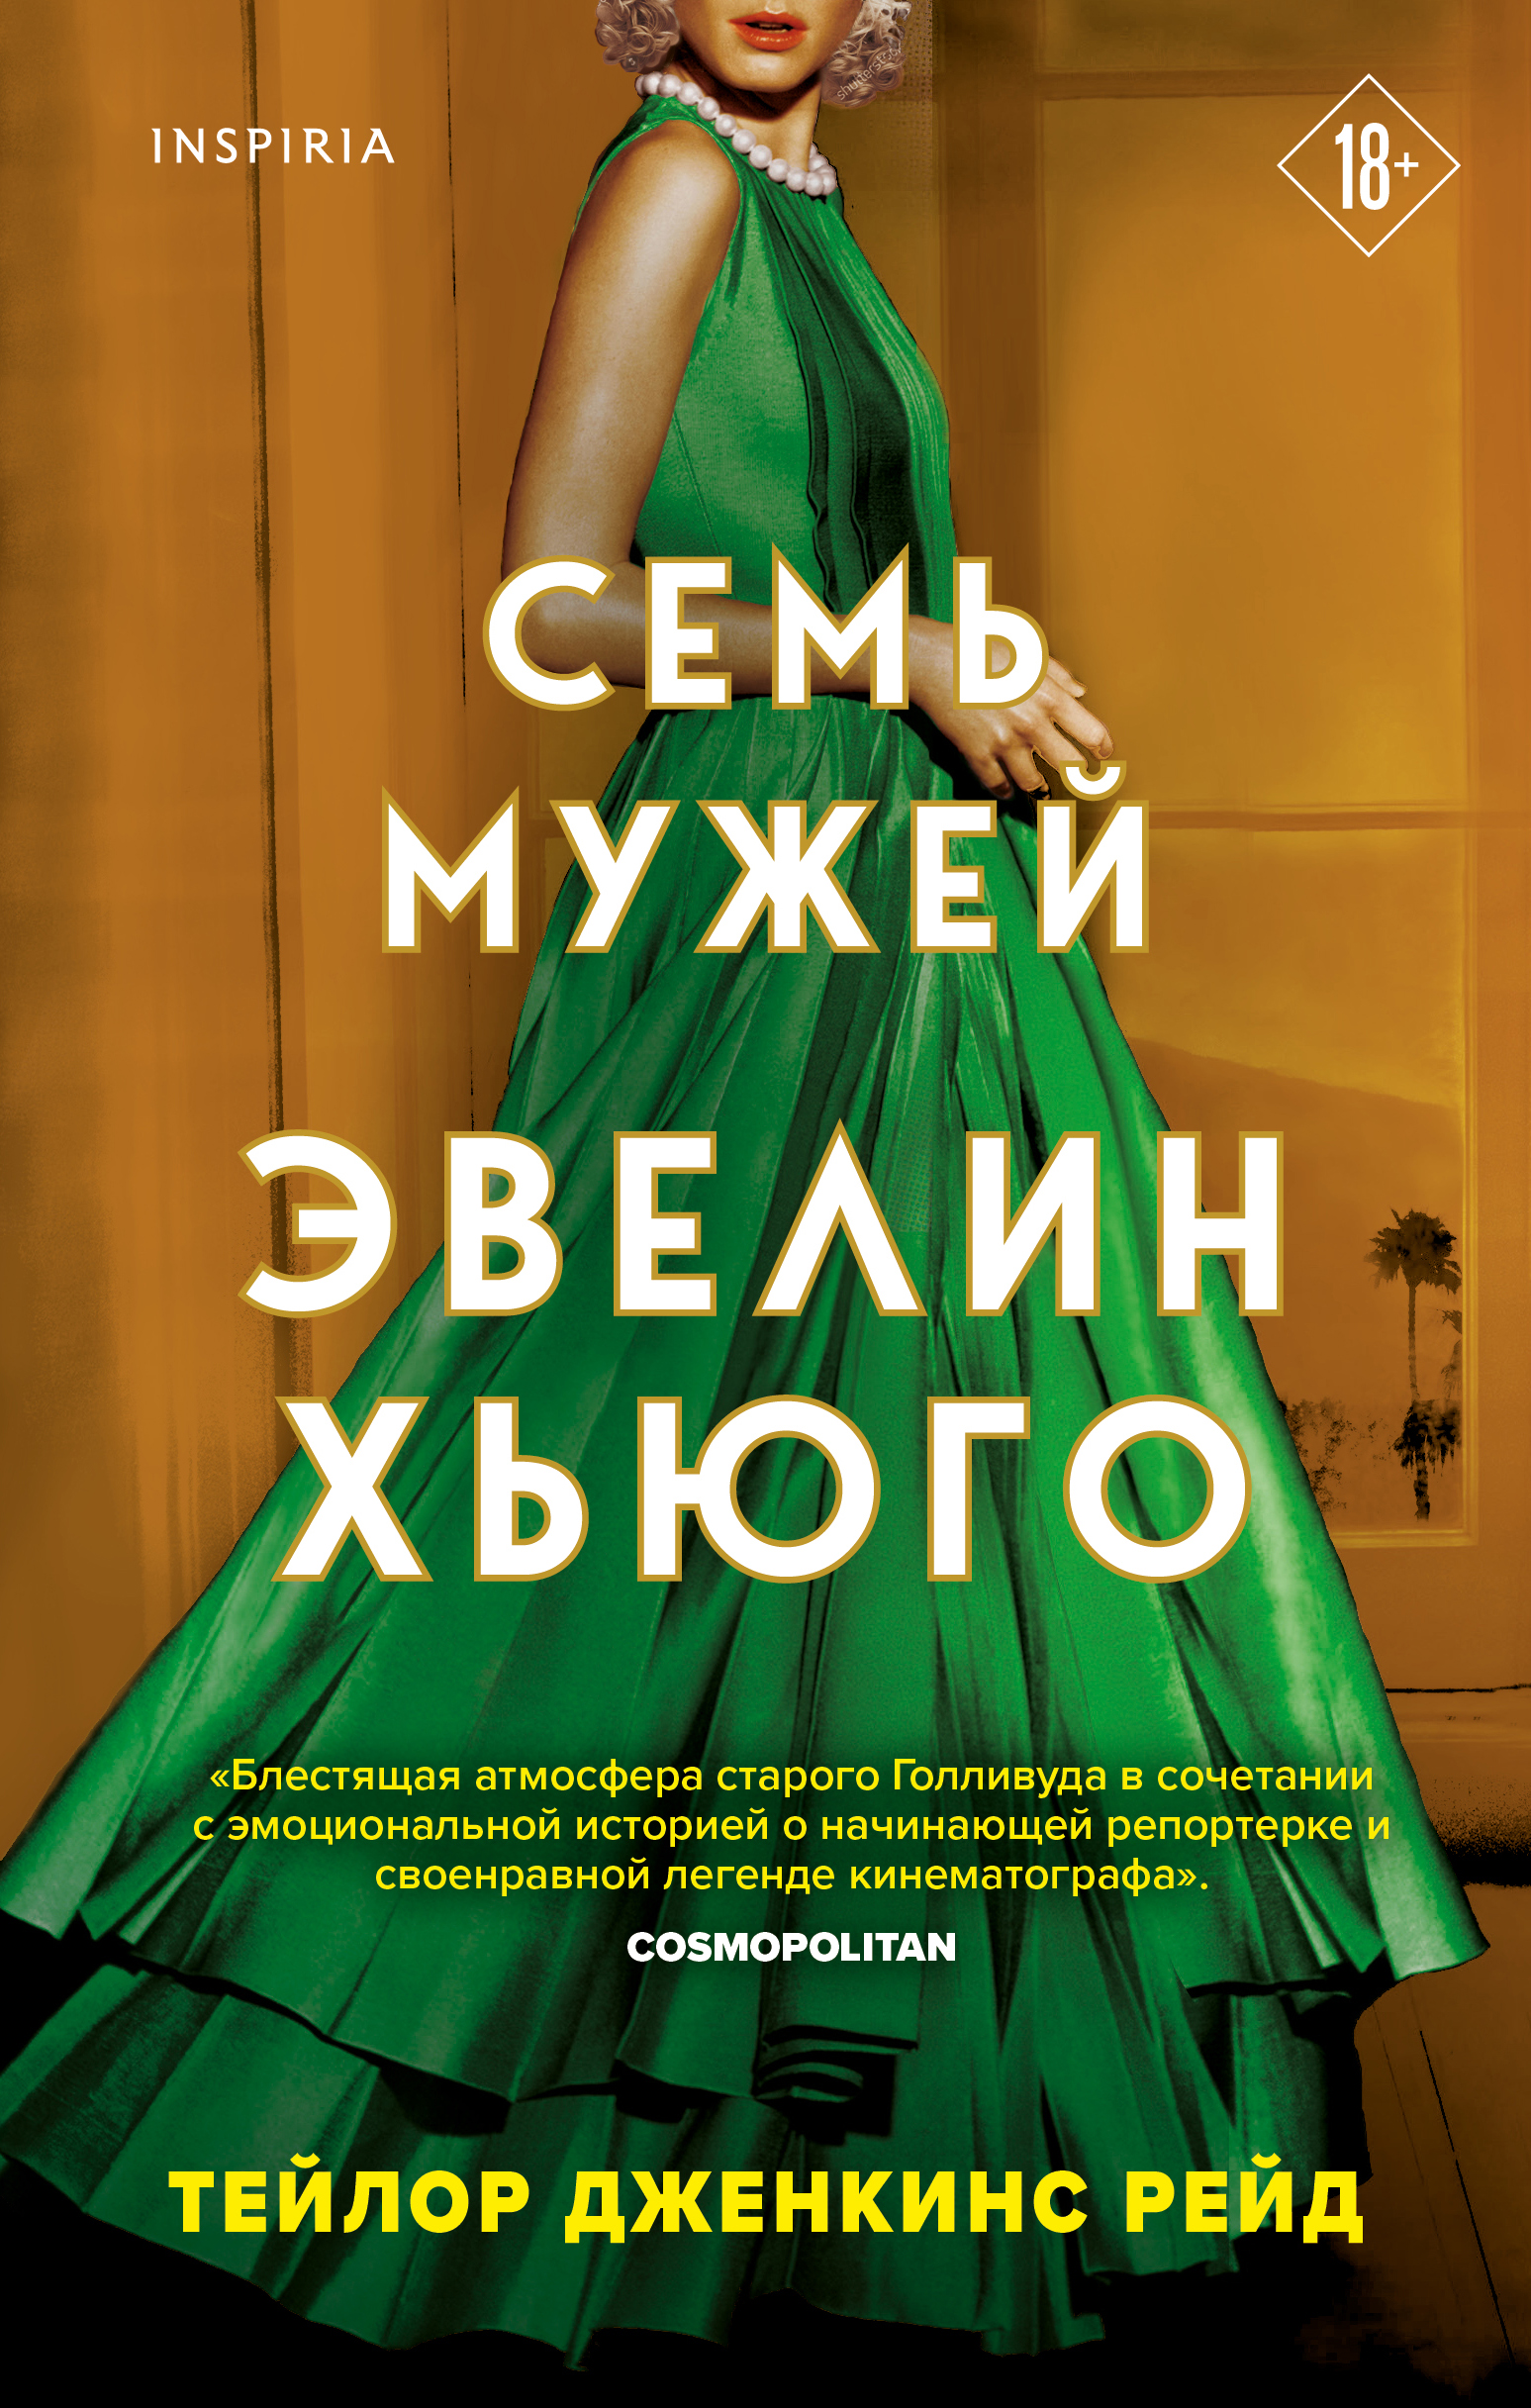 INSPIRIA
18+
shutterstock
СЕМЬ
МУЖЕЙ
ЭВЕЛИН
ХЬЮГО
«Блестящая атмосфера старого Голливуда в сочетании
с эмоциональной историей о начинающей репортерке и
своенравной легенде кинематографа».
COSMOPOLITAN
ТЕЙЛОР ДЖЕНКИНС РЕЙД